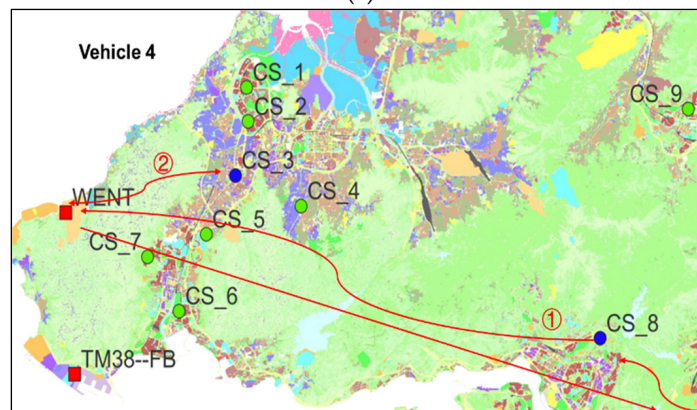 Vehicle 4
CS_1
CS_2
CS_9
②
CS_3
WENT
CS_4
CS_5
CS_7
CS_6
①
CS_8
TM38--FB